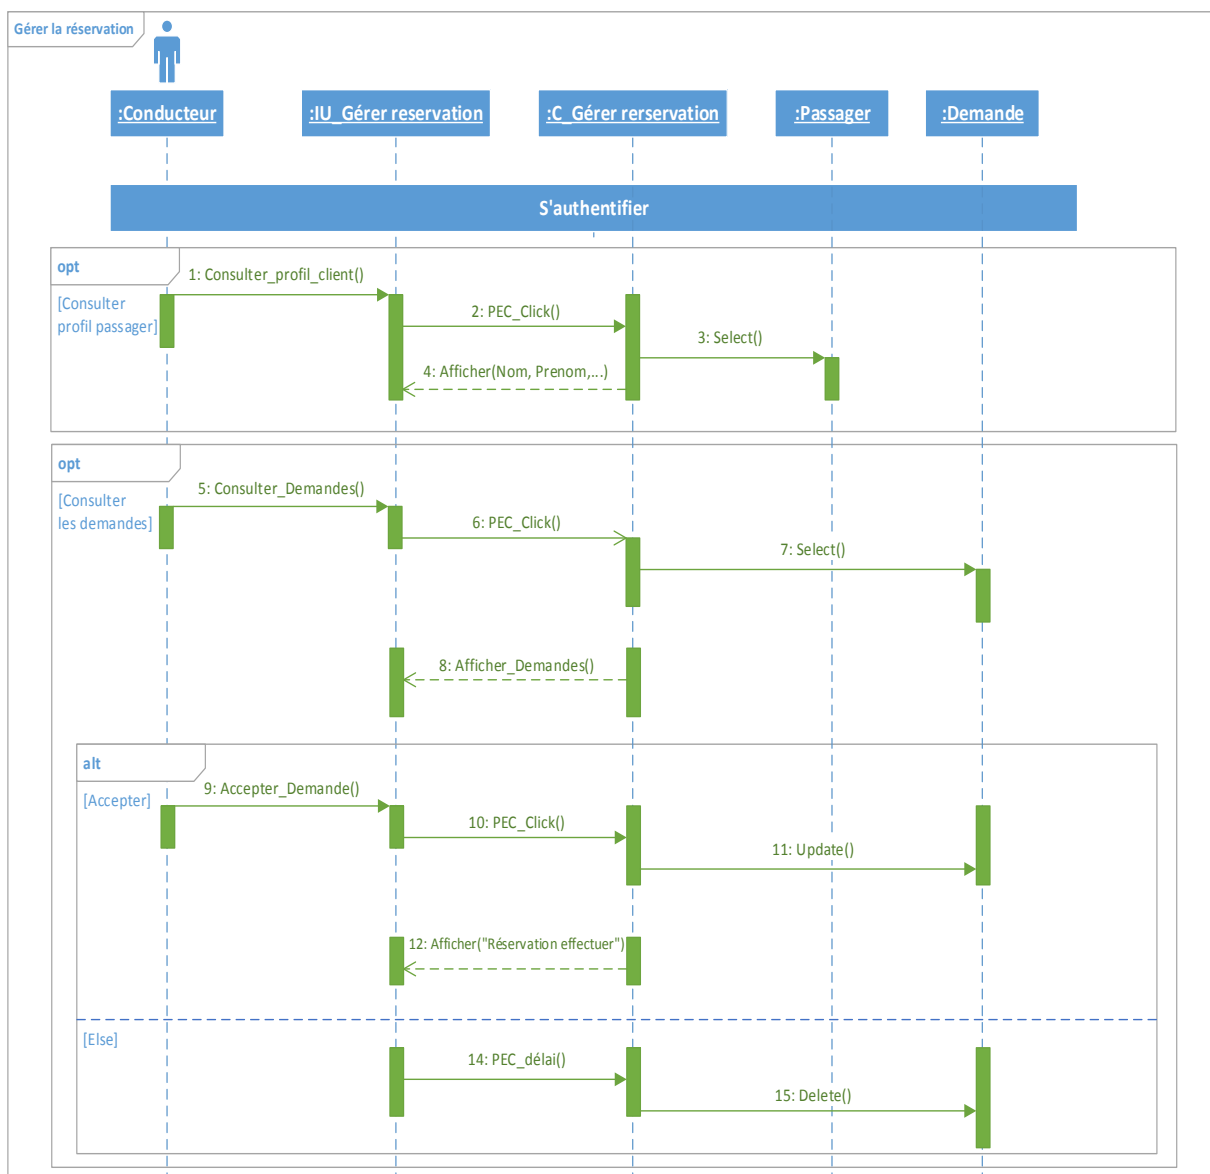 Gérer la réservation
:Conducteur
:IU_Gérer reservation
:C_Gérer rerservation
:Passager
:Demande
S'authentifier
opt
[Consulter
profil passager]
1: Consulter_profil_client()
2: PEC_Click()
3: Select()
4: Afficher(Nom, Prenom,...)
opt
[Consulter
les demandes]
5: Consulter_Demandes()
6: PEC_Click()
7: Select()
8: Afficher_Demandes()
alt
[Accepter]
9: Accepter_Demande()
10: PEC_Click()
11: Update()
12: Afficher("Réservation effectuer")
[Else]
14: PEC_délai()
15: Delete()